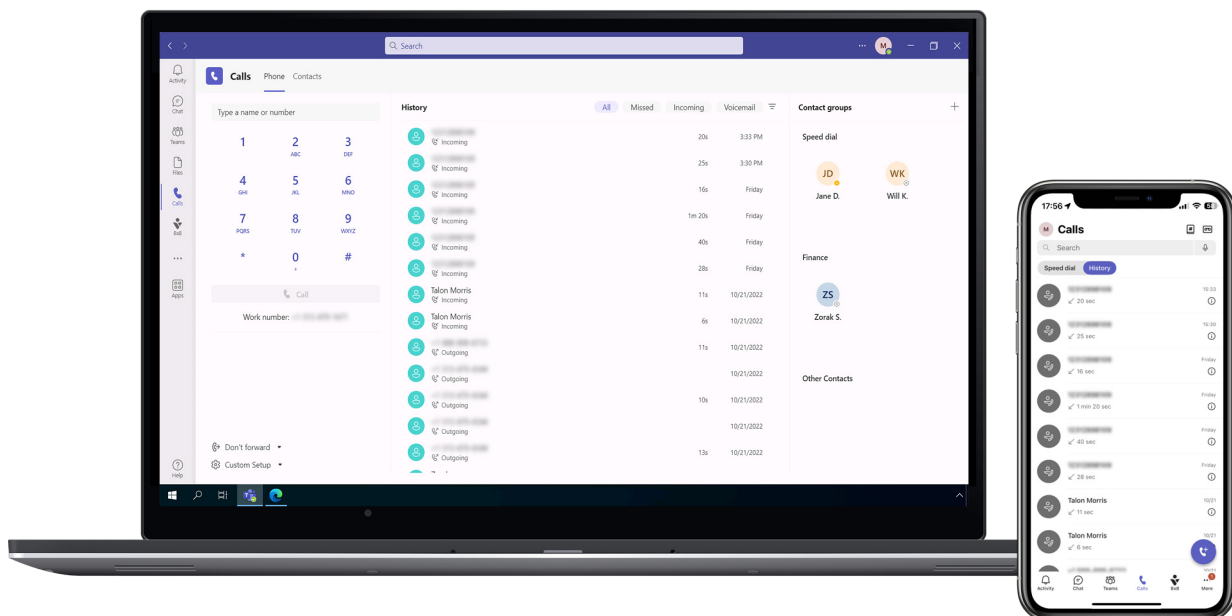 Search
M
Activity
Chat
Teams
Files
Calls
8x8
Apps
Help
Calls Phone Contacts
Type a name or number
1 2 3
ABC DEF
4 5 6
GHI JKL MNO
7 8 9
PQRS TUV WXYZ
* 0 #
+
Call
Work number:
Don't forward
Custom Setup
History All Missed Incoming Voicemail
Incoming 20s 3:33 PM
Incoming 25s 3:30 PM
Incoming 16s Friday
Incoming 1m 20s Friday
Incoming 40s Friday
Incoming 28s Friday
Talon Morris
Incoming 11s 10/21/2022
Talon Morris
Incoming 6s 10/21/2022
Outgoing 11s 10/21/2022
Outgoing 10/21/2022
Outgoing 10s 10/21/2022
Outgoing 10/21/2022
Outgoing 13s 10/21/2022
Contact groups
Speed dial
JD WK
Jane D. Will K.
Finance
ZS
Zorak S.
Other Contacts
17:56
M Calls
Search
Speed dial History
15:33
20 sec
15:30
25 sec
Friday
16 sec
Friday
1 min 20 sec
Friday
40 sec
Friday
28 sec
Talon Morris 10/21
11 sec
Talon Morris 10/21
6 sec
Activity Chat Teams Calls 8x8 More